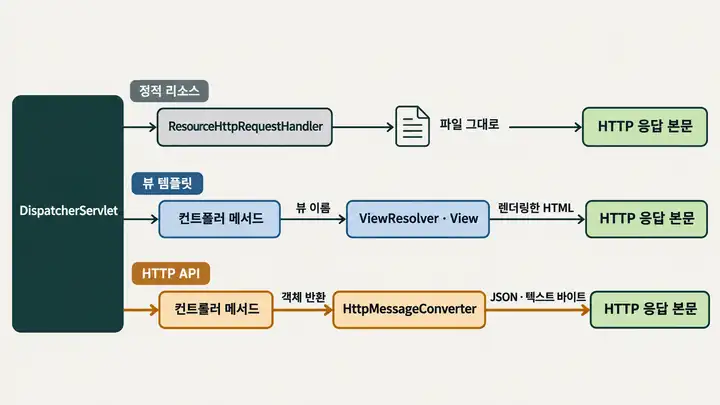 DispatcherServlet
정적 리소스
ResourceHttpRequestHandler
파일 그대로
HTTP 응답 본문
뷰 템플릿
컨트롤러 메서드
뷰 이름
ViewResolver · View
렌더링한 HTML
HTTP 응답 본문
HTTP API
컨트롤러 메서드
객체 반환
HttpMessageConverter
JSON · 텍스트 바이트
HTTP 응답 본문